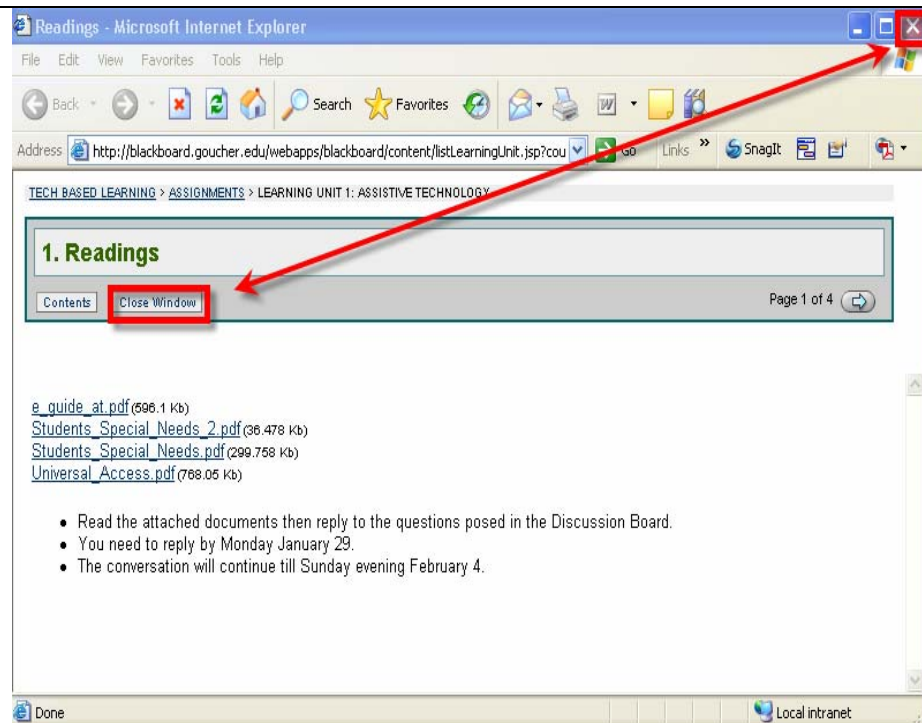 Readings - Microsoft Internet Explorer
File Edit View Favorites Tools Help
Back Search Favorites
Address http://blackboard.goucher.edu/webapps/blackboard/content/listLearningUnit.jsp?cou Go Links » SnagIt
TECH BASED LEARNING > ASSIGNMENTS > LEARNING UNIT 1: ASSISTIVE TECHNOLOGY
1. Readings
Contents Close Window Page 1 of 4
e_guide_at.pdf (596.1 Kb)
Students_Special_Needs_2.pdf (36.478 Kb)
Students_Special_Needs.pdf (299.758 Kb)
Universal_Access.pdf (768.05 Kb)
• Read the attached documents then reply to the questions posed in the Discussion Board.
• You need to reply by Monday January 29.
• The conversation will continue till Sunday evening February 4.
Done Local intranet